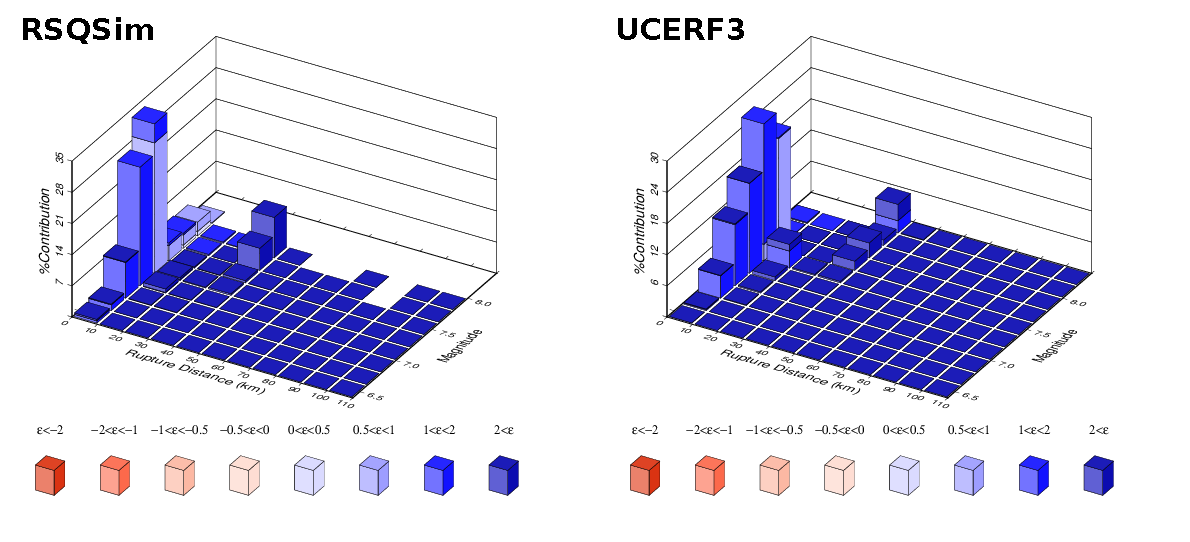 RSQSim
%Contribution
35
28
21
14
7
0
10
20
30
40
50
60
70
80
90
100
110
Rupture Distance (km)
6.5
7.0
7.5
8.0
Magnitude
ε<−2
−2<ε<−1
−1<ε<−0.5
−0.5<ε<0
0<ε<0.5
0.5<ε<1
1<ε<2
2<ε
UCERF3
%Contribution
30
24
18
12
6
0
10
20
30
40
50
60
70
80
90
100
110
Rupture Distance (km)
6.5
7.0
7.5
8.0
Magnitude
ε<−2
−2<ε<−1
−1<ε<−0.5
−0.5<ε<0
0<ε<0.5
0.5<ε<1
1<ε<2
2<ε